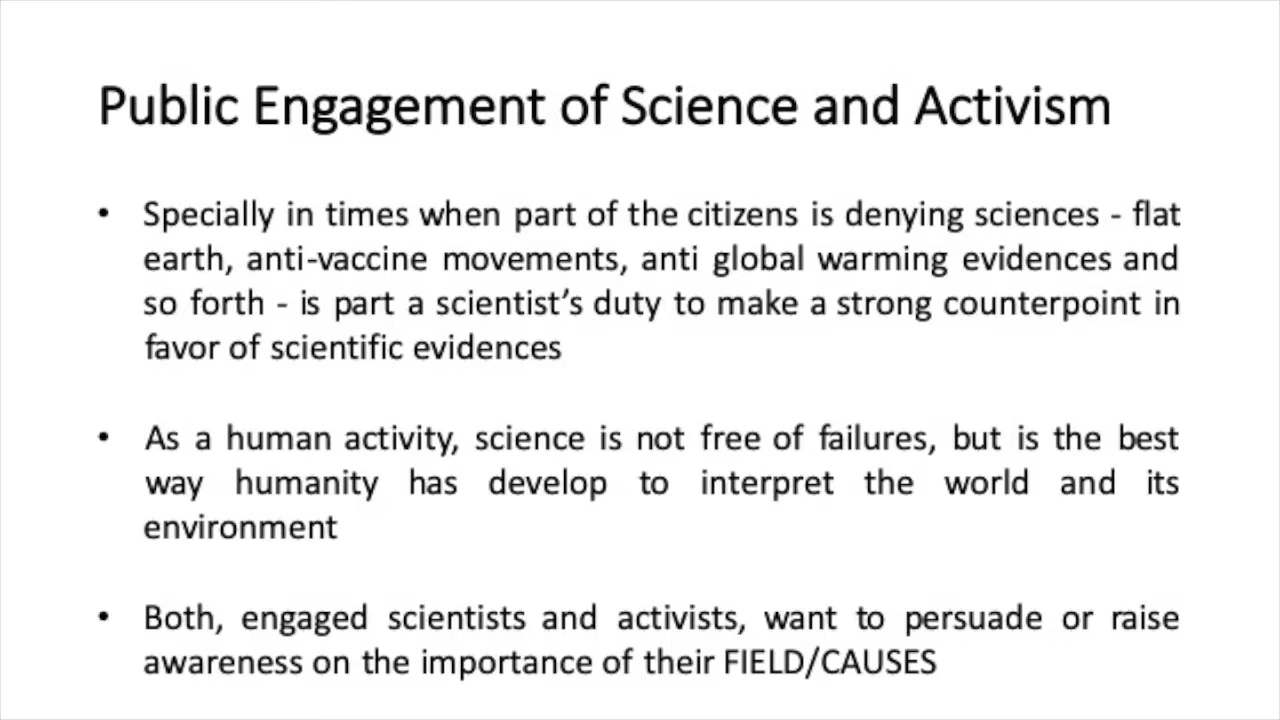 Public Engagement of Science and Activism
• Specially in times when part of the citizens is denying sciences - flat
earth, anti-vaccine movements, anti global warming evidences and
so forth - is part a scientist’s duty to make a strong counterpoint in
favor of scientific evidences
• As a human activity, science is not free of failures, but is the best
way humanity has develop to interpret the world and its
environment
• Both, engaged scientists and activists, want to persuade or raise
awareness on the importance of their FIELD/CAUSES